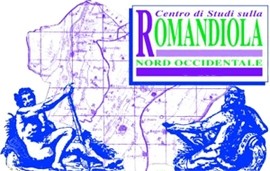 Centro di Studi sulla
ROMANDIOLA
NORD OCCIDENTALE